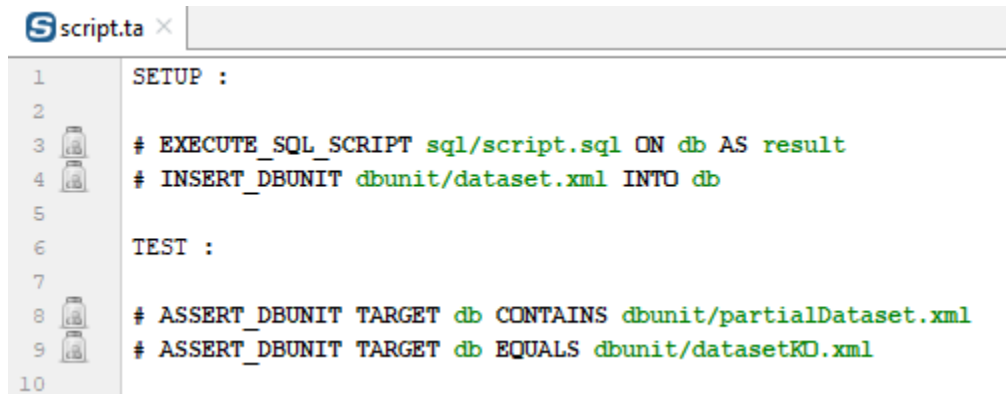 script.ta
1 SETUP :
2
3 # EXECUTE_SQL_SCRIPT sql/script.sql ON db AS result
4 # INSERT_DBUNIT dbunit/dataset.xml INTO db
5
6 TEST :
7
8 # ASSERT_DBUNIT TARGET db CONTAINS dbunit/partialDataset.xml
9 # ASSERT_DBUNIT TARGET db EQUALS dbunit/datasetKO.xml
10